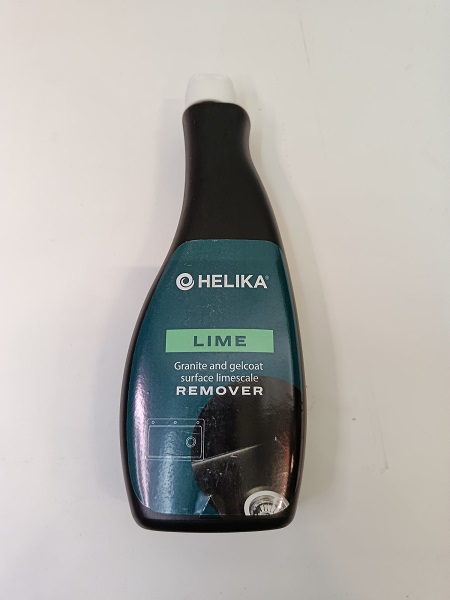 HELIKA®
LIME
Granite and gelcoat
surface limescale
REMOVER